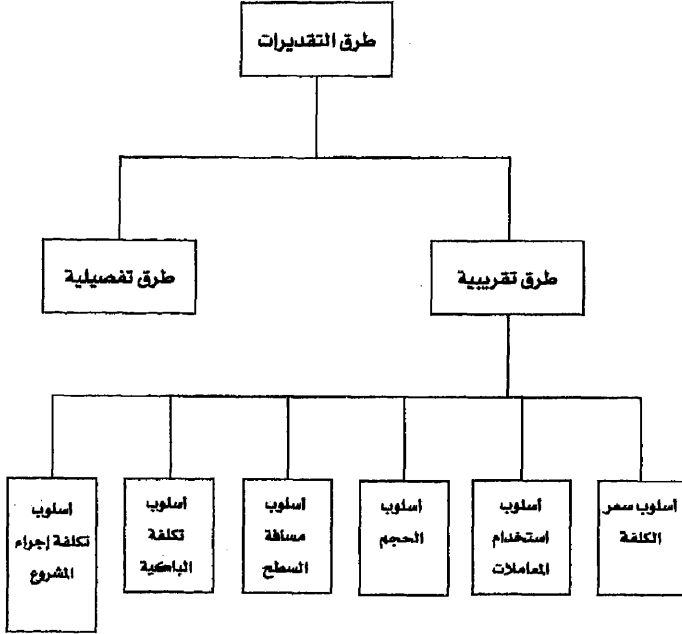 طرق التقديرات
طرق تقريبية
طرق تفصيلية
أسلوب سعر
الكلفة
أسلوب
استخدام
المعاملات
أسلوب
الحجم
أسلوب
مسافة
السطح
أسلوب
تكلفة
الباكية
أسلوب
تكلفة إجراء
المشروع